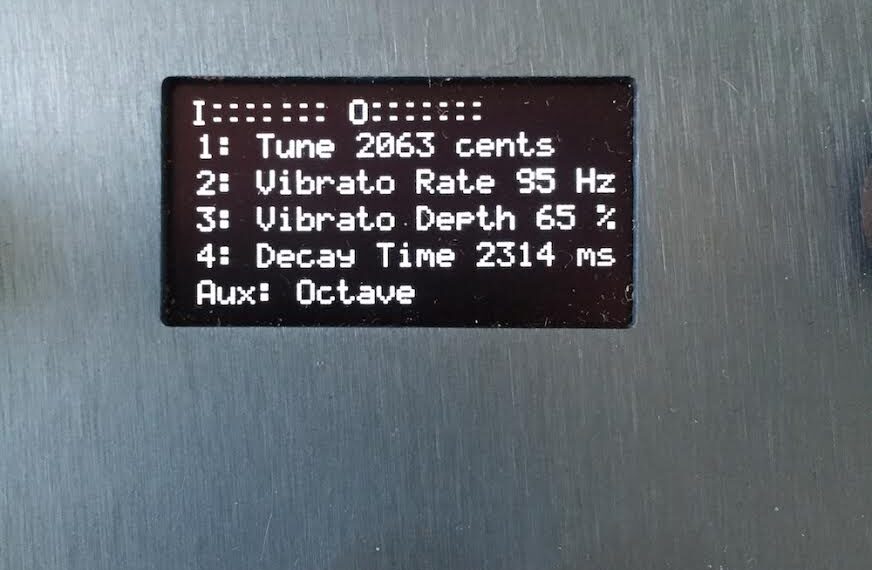 I::::::: O:::::::
1: Tune 2063 cents
2: Vibrato Rate 95 Hz
3: Vibrato Depth 65 %
4: Decay Time 2314 ms
Aux: Octave